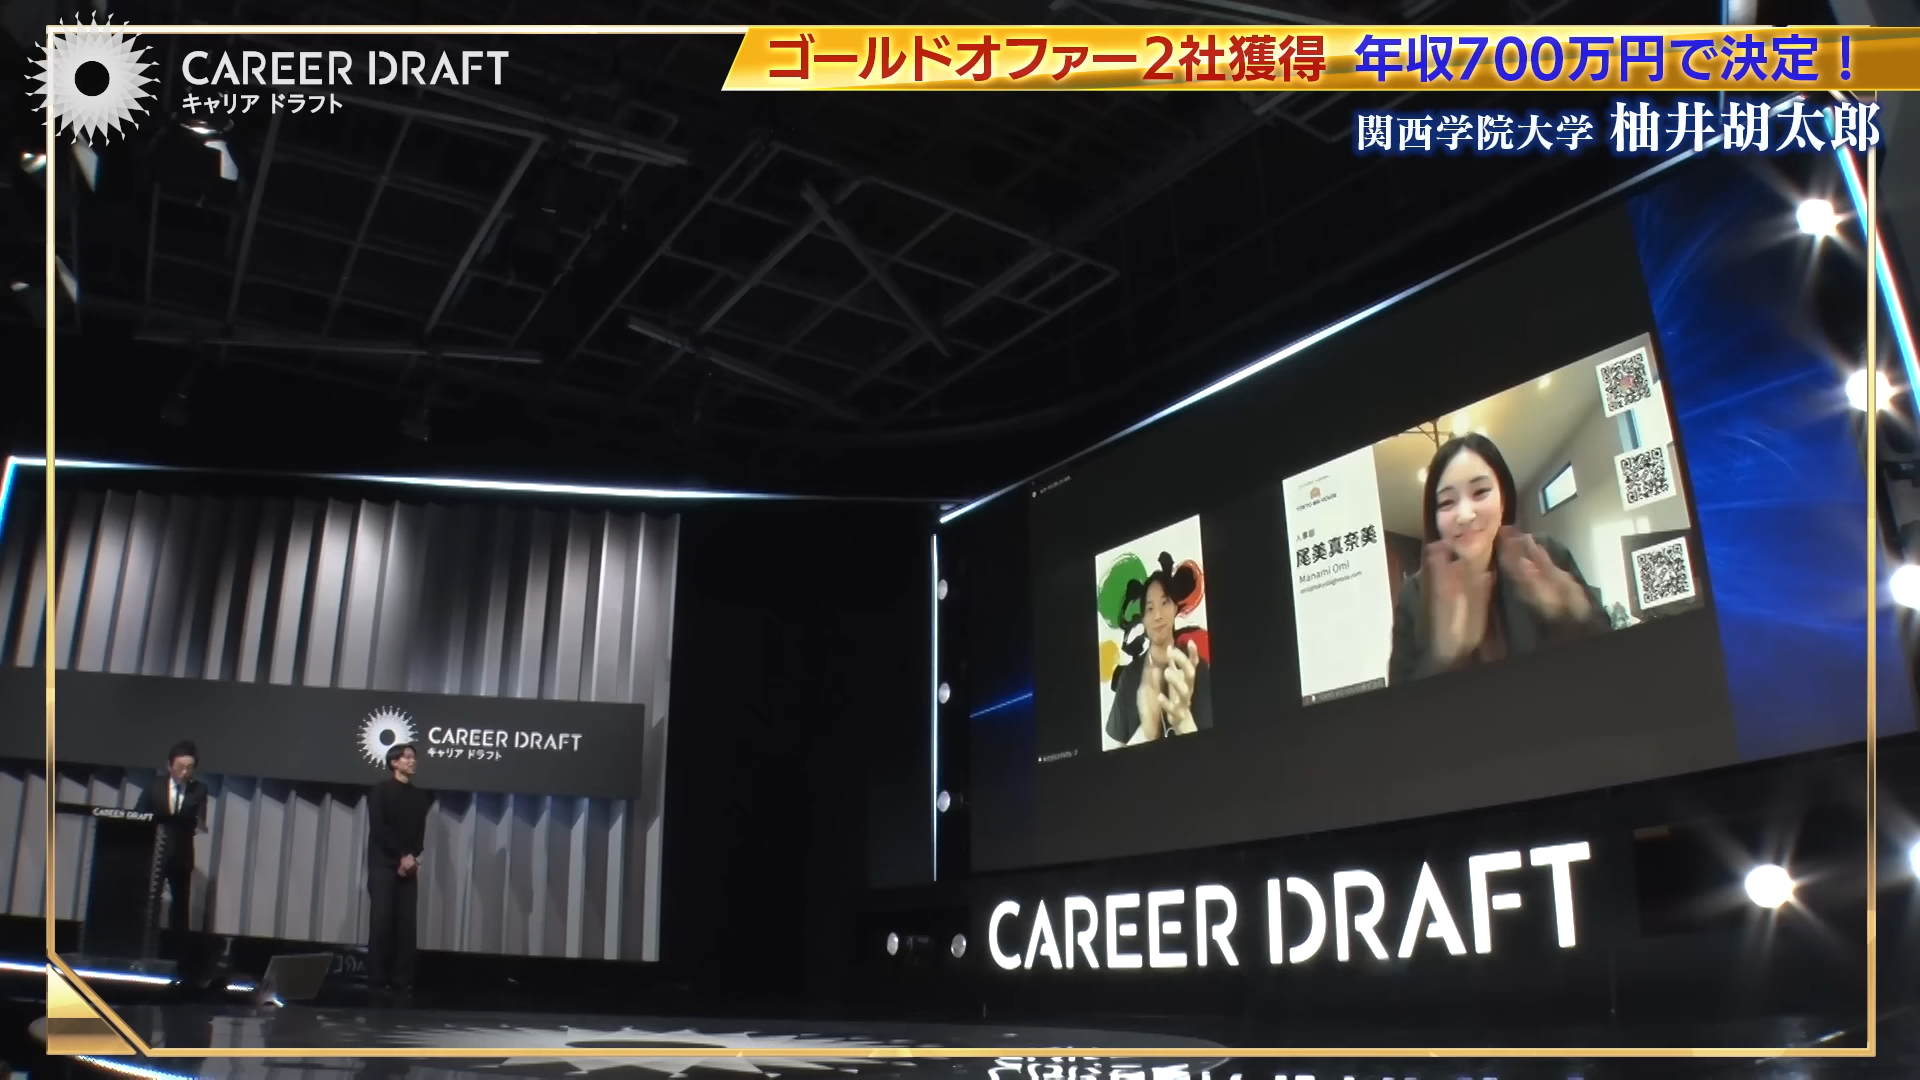 CAREER DRAFT
キャリア ドラフト
ゴールドオファー2社獲得 年収700万円で決定！
関西学院大学 柚井胡太郎
TOKYO BIG HOUSE
人事部
尾美真奈美
Manami Omi
CAREER DRAFT
キャリア ドラフト
CAREER DRAFT
CAREER DRAFT